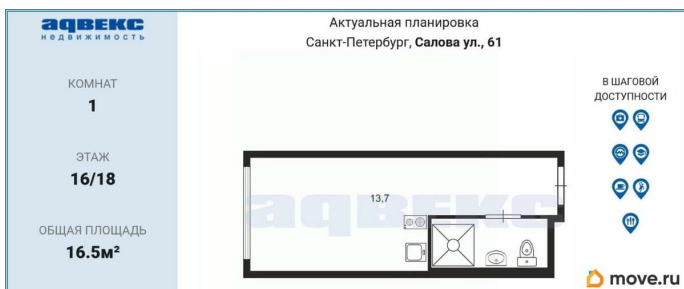 адвекс
недвижимость
КОМНАТ
1
ЭТАЖ
16/18
ОБЩАЯ ПЛОЩАДЬ
16.5м²
Актуальная планировка
Санкт-Петербург, Салова ул., 61
13,7
адвекс
В ШАГОВОЙ
ДОСТУПНОСТИ
move.ru